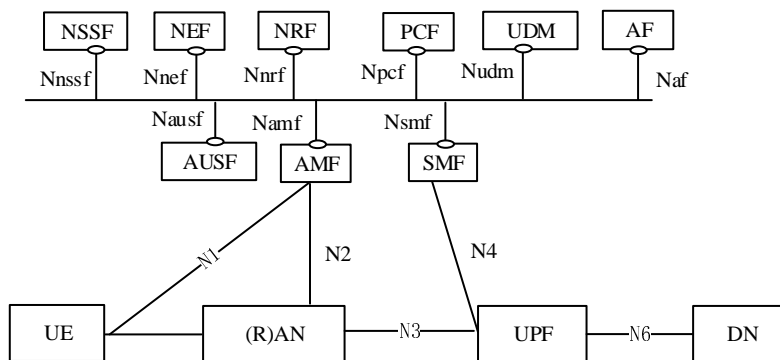 NSSF NEF NRF PCF UDM AF
Nnssf Nnef Nnrf Npcf Nudm Naf
Nausf Namf Nsmf
AUSF AMF SMF
N1 N2 N4
UE (R)AN N3 UPF N6 DN